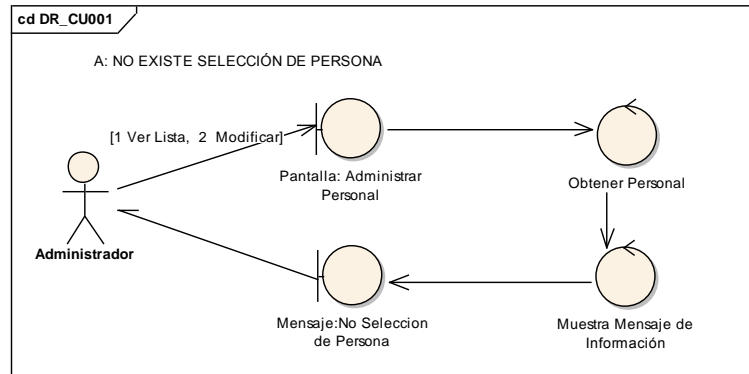 cd DR_CU001
A: NO EXISTE SELECCIÓN DE PERSONA
[1 Ver Lista, 2 Modificar]
Pantalla: Administrar
Personal
Obtener Personal
Administrador
Mensaje:No Seleccion
de Persona
Muestra Mensaje de
Información